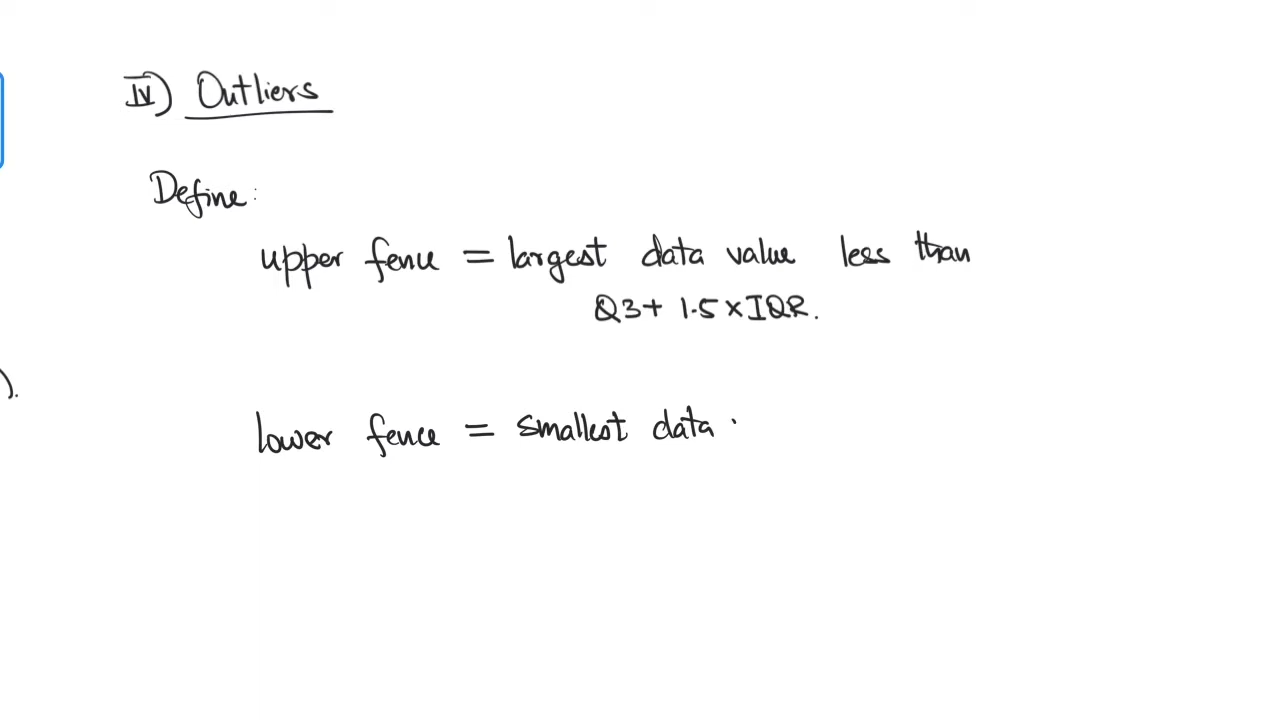 IV) Outliers
Define:
upper fence = largest data value less than
Q3+ 1.5 x IQR.
).
lower fence = smallest data